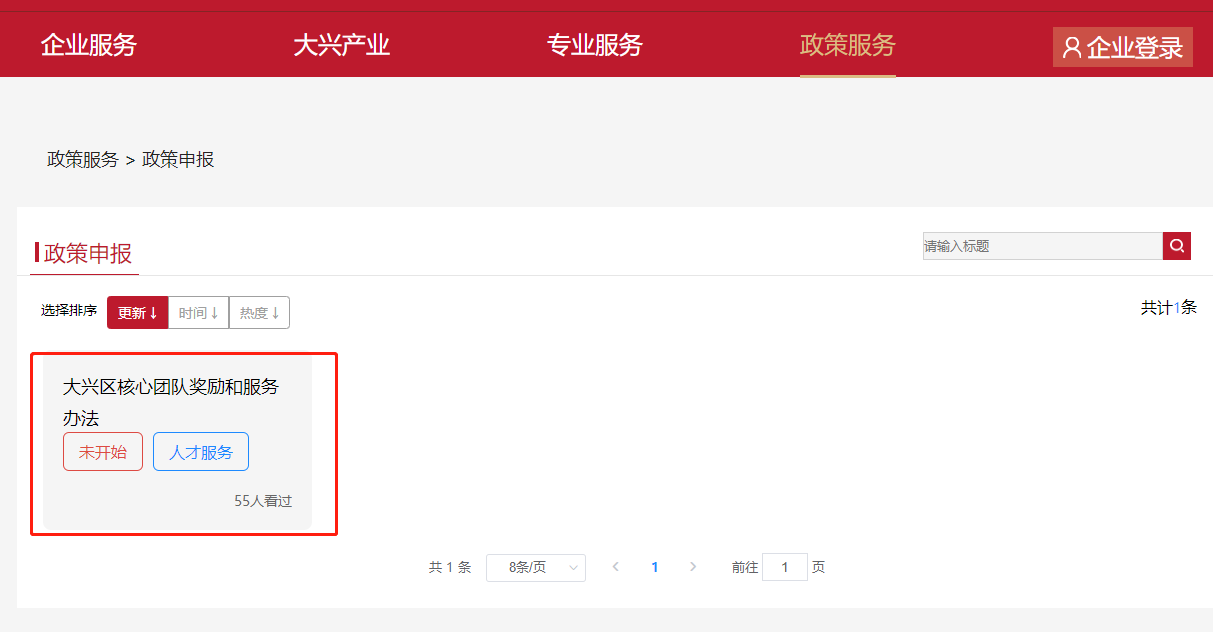 企业服务 大兴产业 专业服务 政策服务 企业登录
政策服务 > 政策申报
政策申报 请输入标题
选择排序 更新↓ 时间↓ 热度↓ 共计1条
大兴区核心团队奖励和服务
办法
未开始 人才服务
55人看过
共 1 条 8条/页 1 前往 1 页